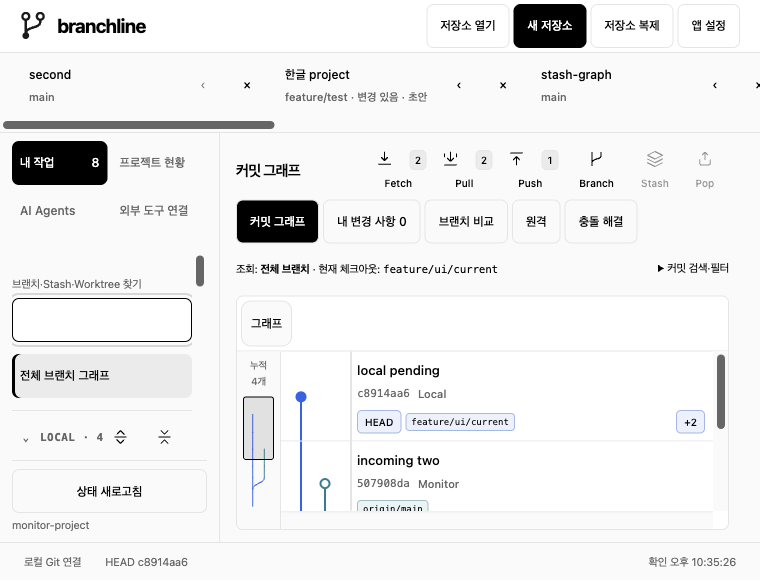 branchline
저장소 열기
새 저장소
저장소 복제
앱 설정
second
main
한글 project
feature/test · 변경 있음 · 초안
stash-graph
main
내 작업 8
프로젝트 현황
AI Agents
외부 도구 연결
브랜치·Stash·Worktree 찾기
전체 브랜치 그래프
LOCAL · 4
상태 새로고침
monitor-project
커밋 그래프
2
Fetch
2
Pull
1
Push
Branch
Stash
Pop
커밋 그래프
내 변경 사항 0
브랜치 비교
원격
충돌 해결
조회: 전체 브랜치 · 현재 체크아웃: feature/ui/current
▶ 커밋 검색·필터
그래프
누적
4개
local pending
c8914aa6 Local
HEAD
feature/ui/current
+2
incoming two
507908da Monitor
origin/main
로컬 Git 연결
HEAD c8914aa6
확인 오후 10:35:26